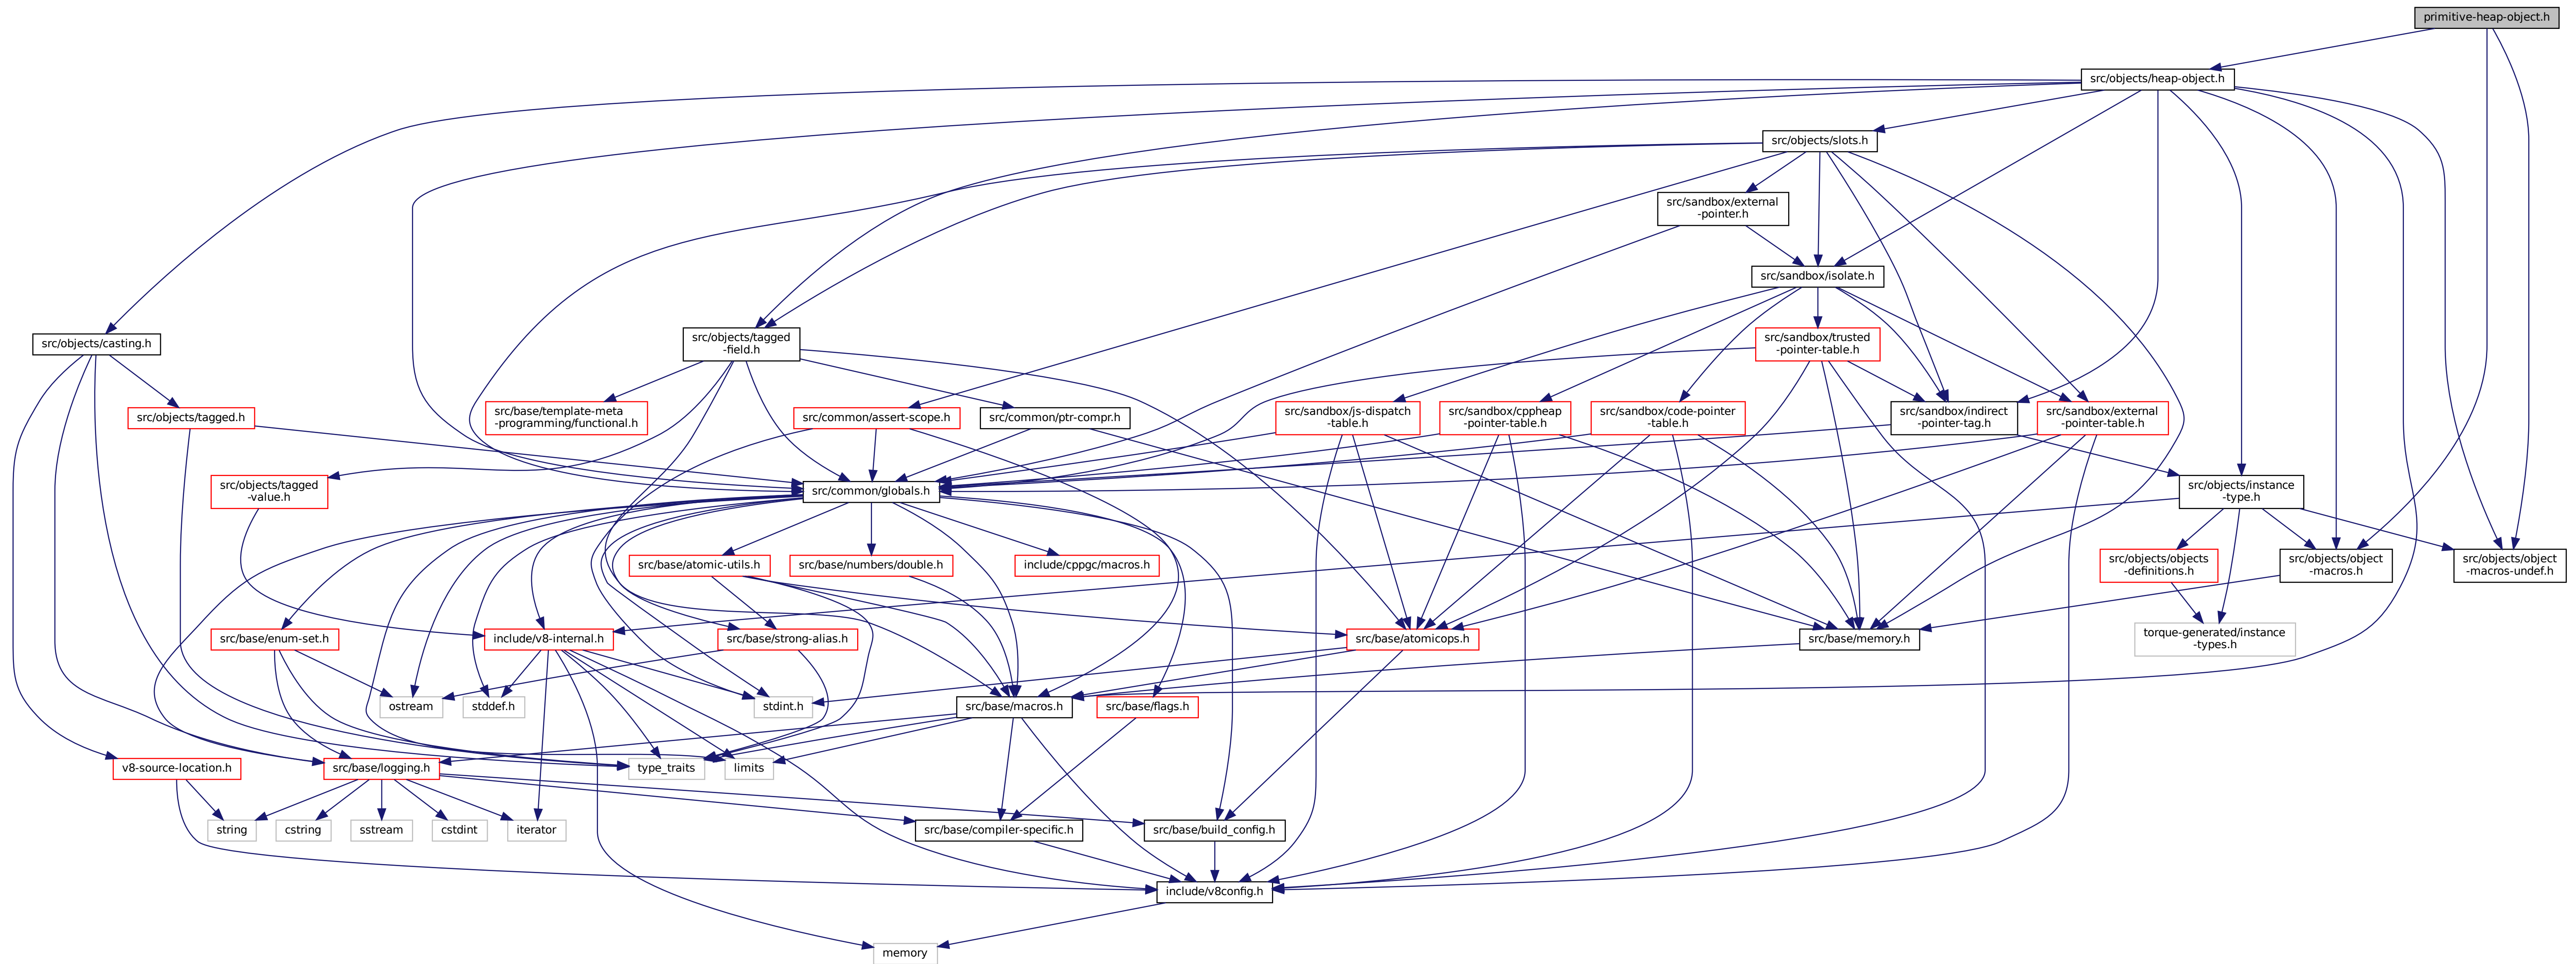 primitive-heap-object.h
src/objects/heap-object.h
src/objects/slots.h
src/sandbox/external
-pointer.h
src/sandbox/isolate.h
src/objects/casting.h
src/objects/tagged
-field.h
src/sandbox/trusted
-pointer-table.h
src/objects/tagged.h
src/base/template-meta
-programming/functional.h
src/common/assert-scope.h
src/common/ptr-compr.h
src/sandbox/js-dispatch
-table.h
src/sandbox/cppheap
-pointer-table.h
src/sandbox/code-pointer
-table.h
src/sandbox/indirect
-pointer-tag.h
src/sandbox/external
-pointer-table.h
src/objects/tagged
-value.h
src/common/globals.h
src/objects/instance
-type.h
src/base/atomic-utils.h
src/base/numbers/double.h
include/cppgc/macros.h
src/objects/objects
-definitions.h
src/objects/object
-macros.h
src/objects/object
-macros-undef.h
src/base/enum-set.h
include/v8-internal.h
src/base/strong-alias.h
src/base/atomicops.h
src/base/memory.h
torque-generated/instance
-types.h
ostream
stddef.h
stdint.h
src/base/macros.h
src/base/flags.h
v8-source-location.h
src/base/logging.h
type_traits
limits
string
cstring
sstream
cstdint
iterator
src/base/compiler-specific.h
src/base/build_config.h
include/v8config.h
memory